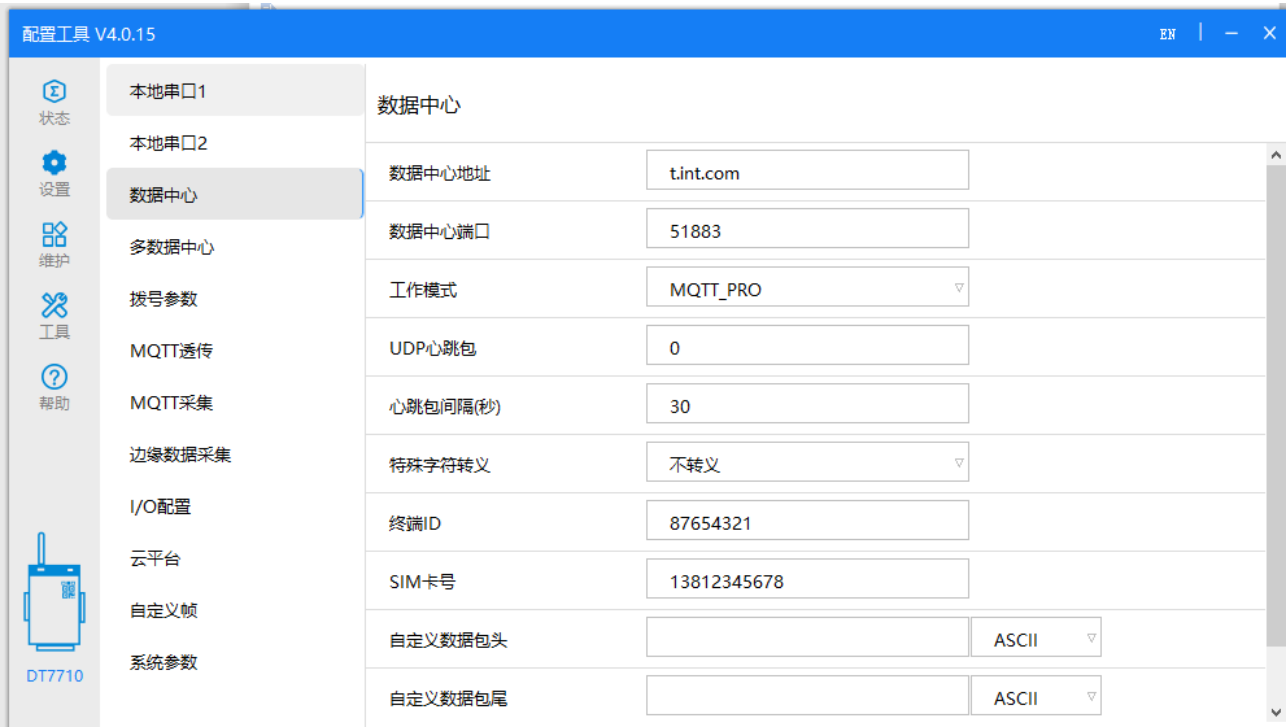 配置工具 V4.0.15
EN
状态
设置
维护
工具
帮助
DT7710
本地串口1
本地串口2
数据中心
多数据中心
拨号参数
MQTT透传
MQTT采集
边缘数据采集
I/O配置
云平台
自定义帧
系统参数
数据中心
数据中心地址 t.int.com
数据中心端口 51883
工作模式 MQTT_PRO
UDP心跳包 0
心跳包间隔(秒) 30
特殊字符转义 不转义
终端ID 87654321
SIM卡号 13812345678
自定义数据包头 ASCII
自定义数据包尾 ASCII